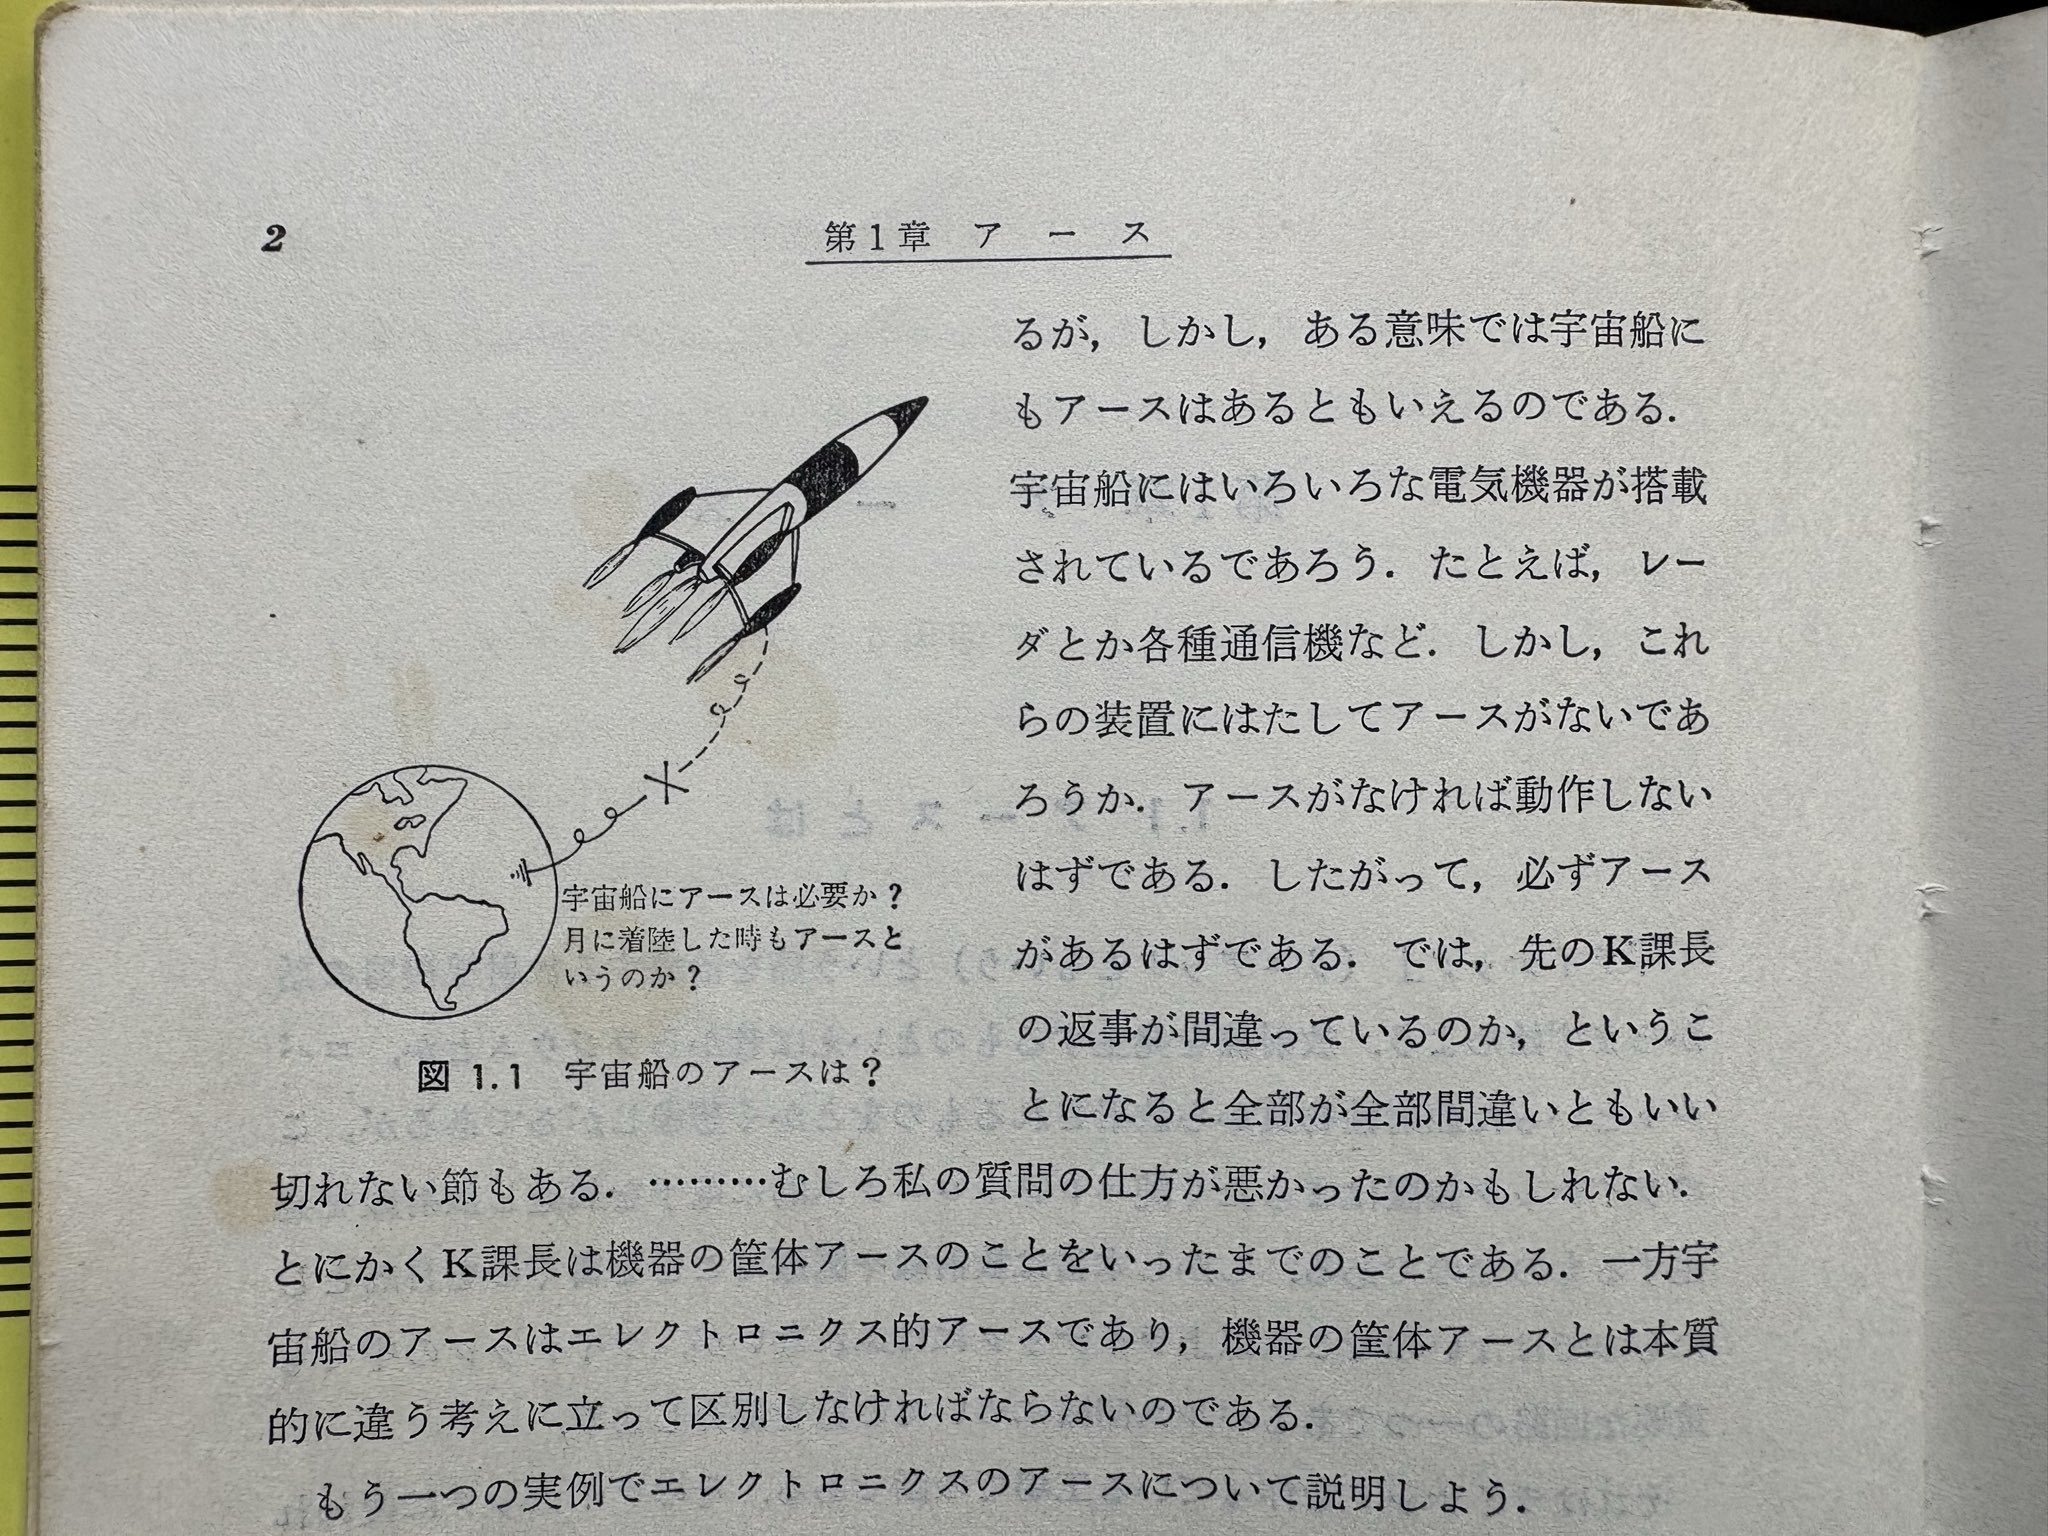 2
第1章 アース
るが，しかし，ある意味では宇宙船に
もアースはあるともいえるのである．
宇宙船にはいろいろな電気機器が搭載
されているであろう．たとえば，レー
ダとか各種通信機など．しかし，これ
らの装置にはたしてアースがないであ
ろうか．アースがなければ動作しない
はずである．したがって，必ずアース
があるはずである．では，先のK課長
の返事が間違っているのか，というこ
とになると全部が全部間違いともいい
宇宙船にアースは必要か？
月に着陸した時もアースと
いうのか？
図 1.1 宇宙船のアースは？
切れない節もある．………むしろ私の質問の仕方が悪かったのかもしれない．
とにかくK課長は機器の筐体アースのことをいったまでのことである．一方宇
宙船のアースはエレクトロニクス的アースであり，機器の筐体アースとは本質
的に違う考えに立って区別しなければならないのである．
もう一つの実例でエレクトロニクスのアースについて説明しよう．